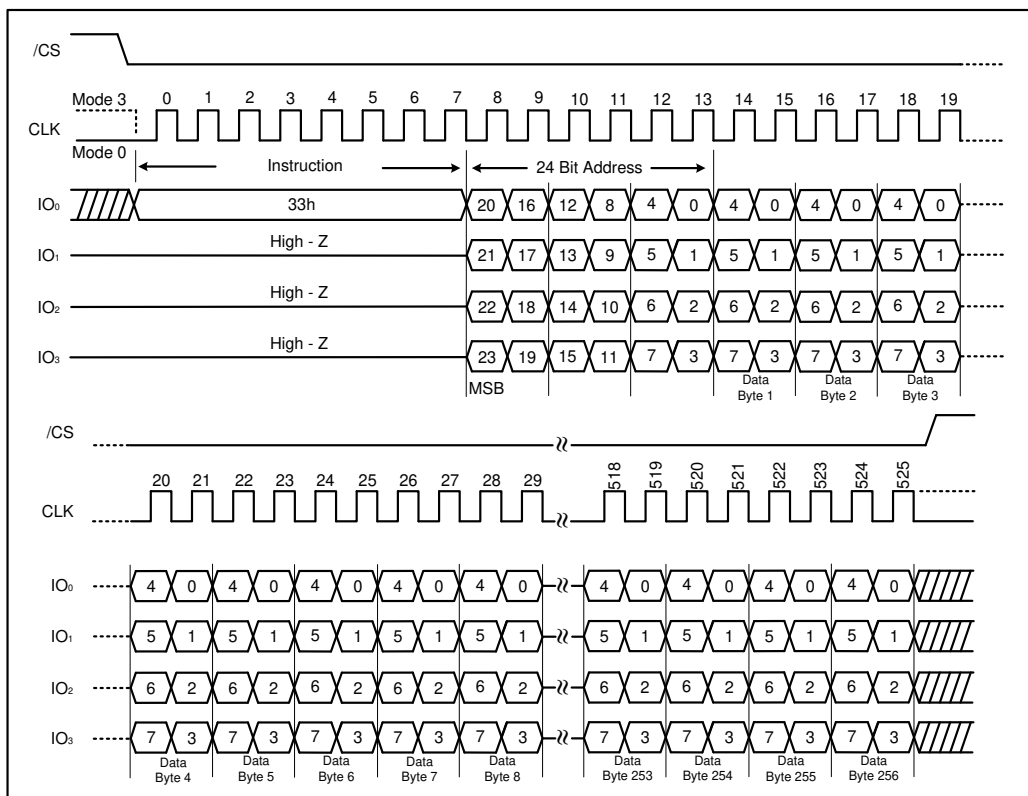 /CS
Mode 3 0 1 2 3 4 5 6 7 8 9 10 11 12 13 14 15 16 17 18 19
CLK
Mode 0
Instruction 24 Bit Address
IO₀ 33h 20 16 12 8 4 0 4 0 4 0 4 0
High - Z
IO₁ 21 17 13 9 5 1 5 1 5 1 5 1
High - Z
IO₂ 22 18 14 10 6 2 6 2 6 2 6 2
High - Z
IO₃ 23 19 15 11 7 3 7 3 7 3 7 3
MSB
Data Data Data
Byte 1 Byte 2 Byte 3
/CS
20 21 22 23 24 25 26 27 28 29 518 519 520 521 522 523 524 525
CLK
IO₀ 4 0 4 0 4 0 4 0 4 0 4 0 4 0 4 0 4 0
IO₁ 5 1 5 1 5 1 5 1 5 1 5 1 5 1 5 1 5 1
IO₂ 6 2 6 2 6 2 6 2 6 2 6 2 6 2 6 2 6 2
IO₃ 7 3 7 3 7 3 7 3 7 3 7 3 7 3 7 3 7 3
Data Data Data Data Data Data Data Data Data
Byte 4 Byte 5 Byte 6 Byte 7 Byte 8 Byte 253 Byte 254 Byte 255 Byte 256